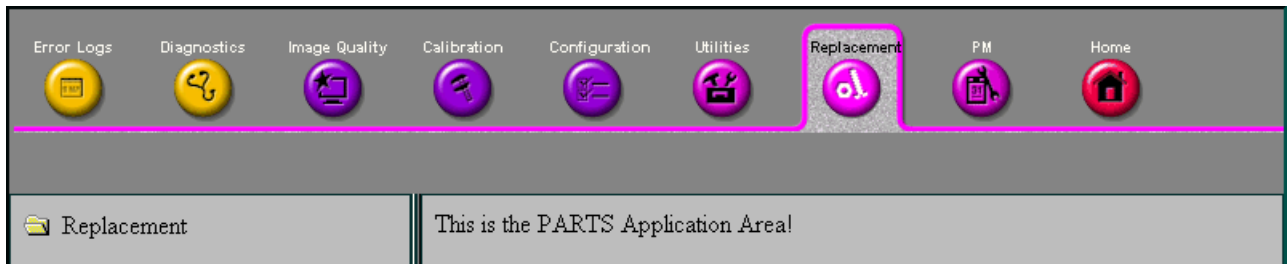 Error Logs Diagnostics Image Quality Calibration Configuration Utilities Replacement PM Home
Replacement
This is the PARTS Application Area!